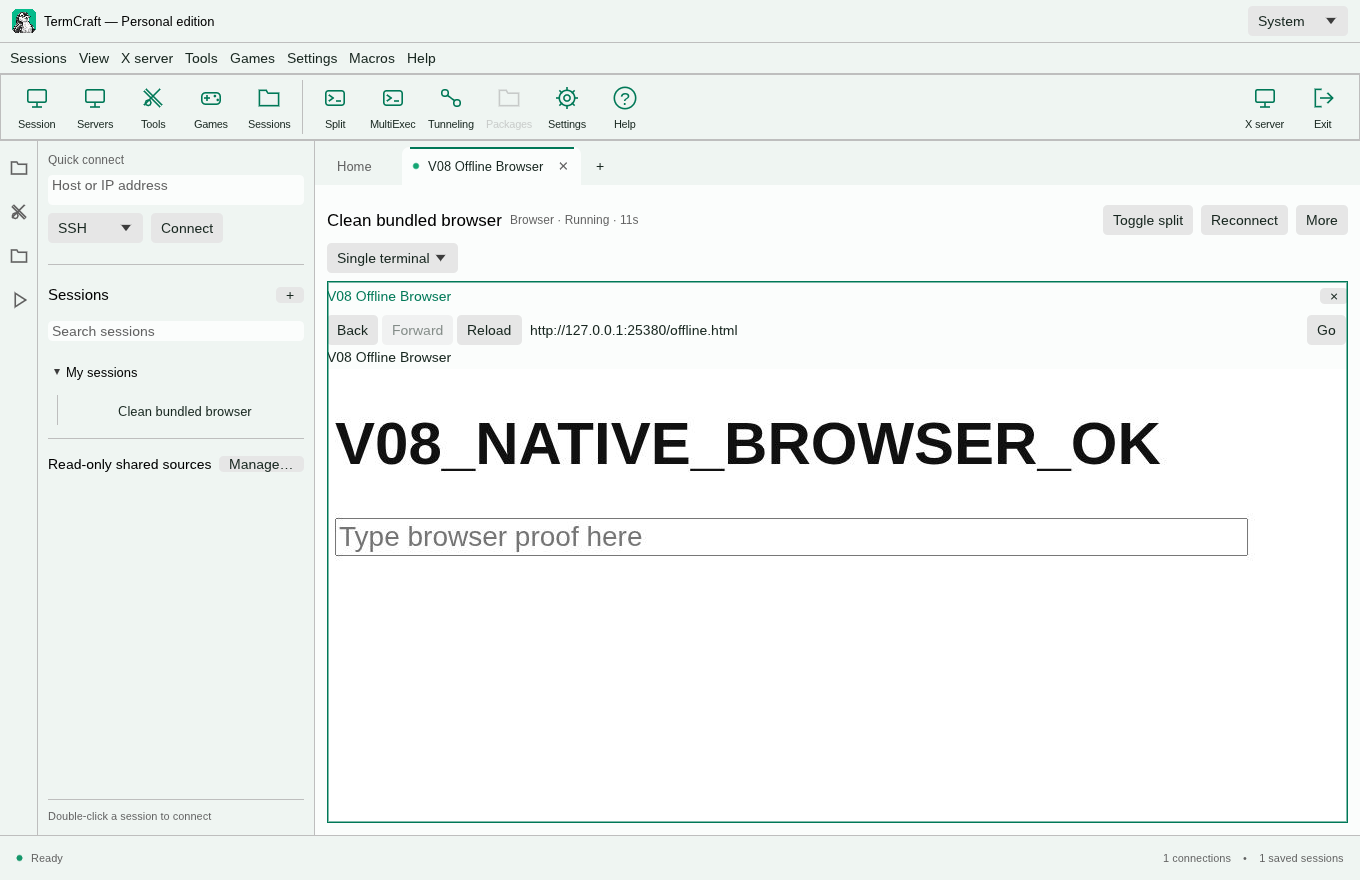 TermCraft — Personal edition
System
Sessions View X server Tools Games Settings Macros Help
Session Servers Tools Games Sessions Split MultiExec Tunneling Packages Settings Help X server Exit
Quick connect
Host or IP address
SSH Connect
Sessions +
Search sessions
My sessions
Clean bundled browser
Read-only shared sources Manage…
Double-click a session to connect
Home V08 Offline Browser ✕ +
Clean bundled browser Browser · Running · 11s Toggle split Reconnect More
Single terminal
V08 Offline Browser ×
Back Forward Reload http://127.0.0.1:25380/offline.html Go
V08 Offline Browser
V08_NATIVE_BROWSER_OK
Type browser proof here
Ready 1 connections • 1 saved sessions